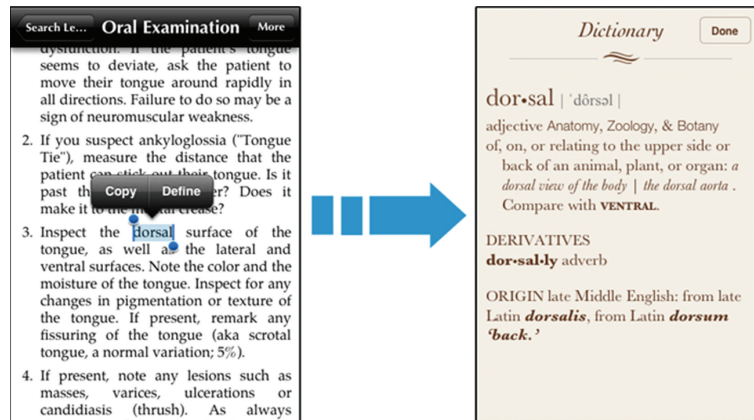 Search Le...
Oral Examination
More
dysfunction. If the patient's tongue
seems to deviate, ask the patient to
move their tongue around rapidly in
all directions. Failure to do so may be a
sign of neuromuscular weakness.
2. If you suspect ankyloglossia ("Tongue
Tie"), measure the distance that the
patient can stick out their tongue. Is it
past th er? Does it
Copy
Define
make it to the crease?
3. Inspect the dorsal surface of the
tongue, as well as the lateral and
ventral surfaces. Note the color and the
moisture of the tongue. Inspect for any
changes in pigmentation or texture of
the tongue. If present, remark any
fissuring of the tongue (aka scrotal
tongue, a normal variation; 5%).
4. If present, note any lesions such as
masses, varices, ulcerations or
candidiasis (thrush). As always
Dictionary
Done
dor•sal | ˈdôrsəl |
adjective Anatomy, Zoology, & Botany
of, on, or relating to the upper side or
back of an animal, plant, or organ: a
dorsal view of the body | the dorsal aorta .
Compare with VENTRAL.
DERIVATIVES
dor•sal•ly adverb
ORIGIN late Middle English: from late
Latin dorsalis, from Latin dorsum
‘back.’